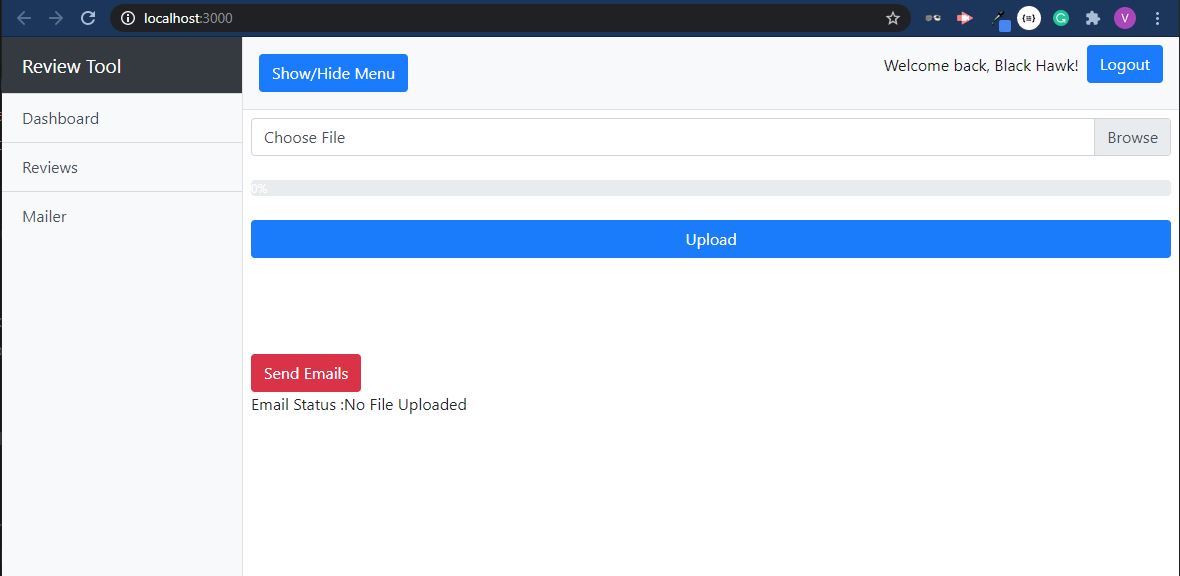 localhost:3000
V
Review Tool
Show/Hide Menu
Welcome back, Black Hawk!
Logout
Dashboard
Reviews
Mailer
Choose File
Browse
0%
Upload
Send Emails
Email Status :No File Uploaded